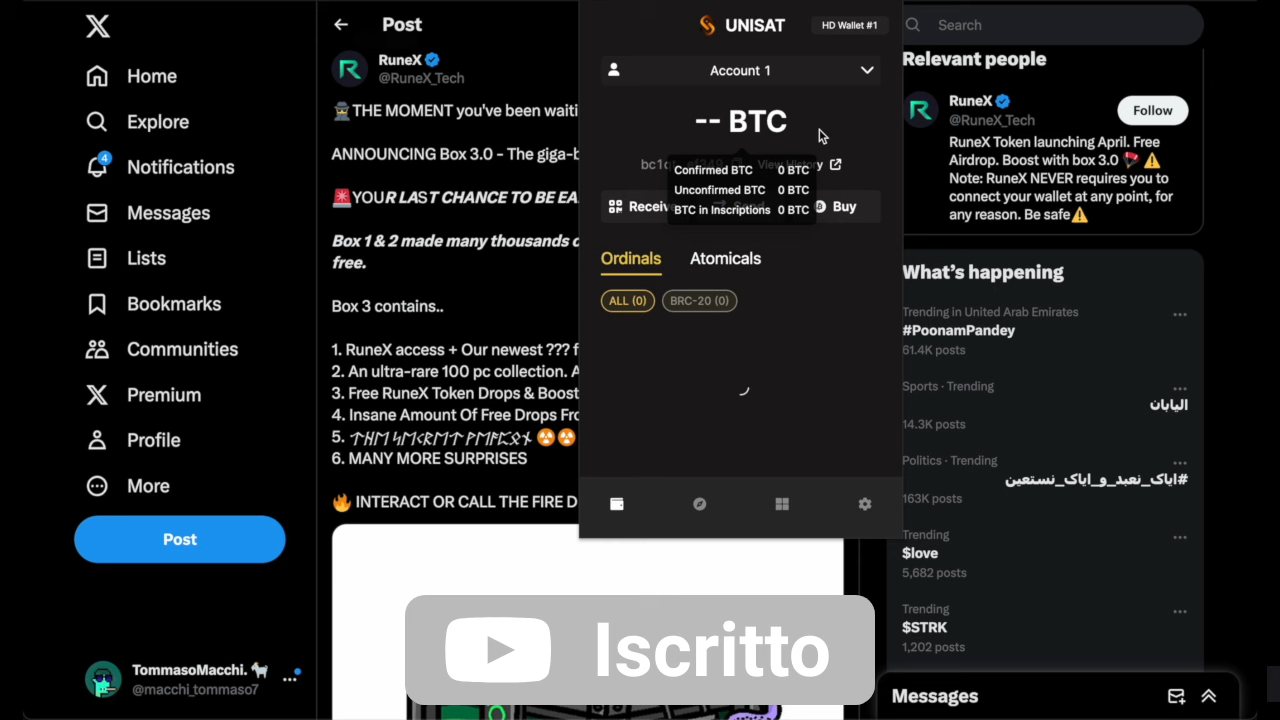 Home
Explore
4
Notifications
Messages
Lists
Bookmarks
Communities
Premium
Profile
More
Post
TommasoMacchi.
@macchi_tommaso7
Post
RuneX
@RuneX_Tech
THE MOMENT you've been
ANNOUNCING Box 3.0 - The
YOUR LAST CHANCE TO BE
Box 1 & 2 made many thousands
free.
Box 3 contains..
1. RuneX access + Our newest ???
2. An ultra-rare 100 pc collection.
3. Free RuneX Token Drops & Boost
4. Insane Amount Of Free Drops
5.
6. MANY MORE SURPRISES
INTERACT OR CALL THE FIRE
UNISAT
HD Wallet #1
Account 1
-- BTC
View History
Confirmed BTC 0 BTC
Unconfirmed BTC 0 BTC
BTC in Inscriptions 0 BTC
Receive
Send
Buy
Ordinals
Atomicals
ALL (0)
BRC-20 (0)
Iscritto
Search
Relevant people
RuneX
@RuneX_Tech
Follow
RuneX Token launching April. Free
Airdrop. Boost with box 3.0
Note: RuneX NEVER requires you to
connect your wallet at any point, for
any reason. Be safe
What's happening
Trending in United Arab Emirates
#PoonamPandey
61.4K posts
Sports · Trending
اليابان
14.3K posts
Politics · Trending
#اياك_نعبد_و_اياك_نستعين
163K posts
Trending
$love
5,682 posts
Trending
$STRK
1,202 posts
Messages